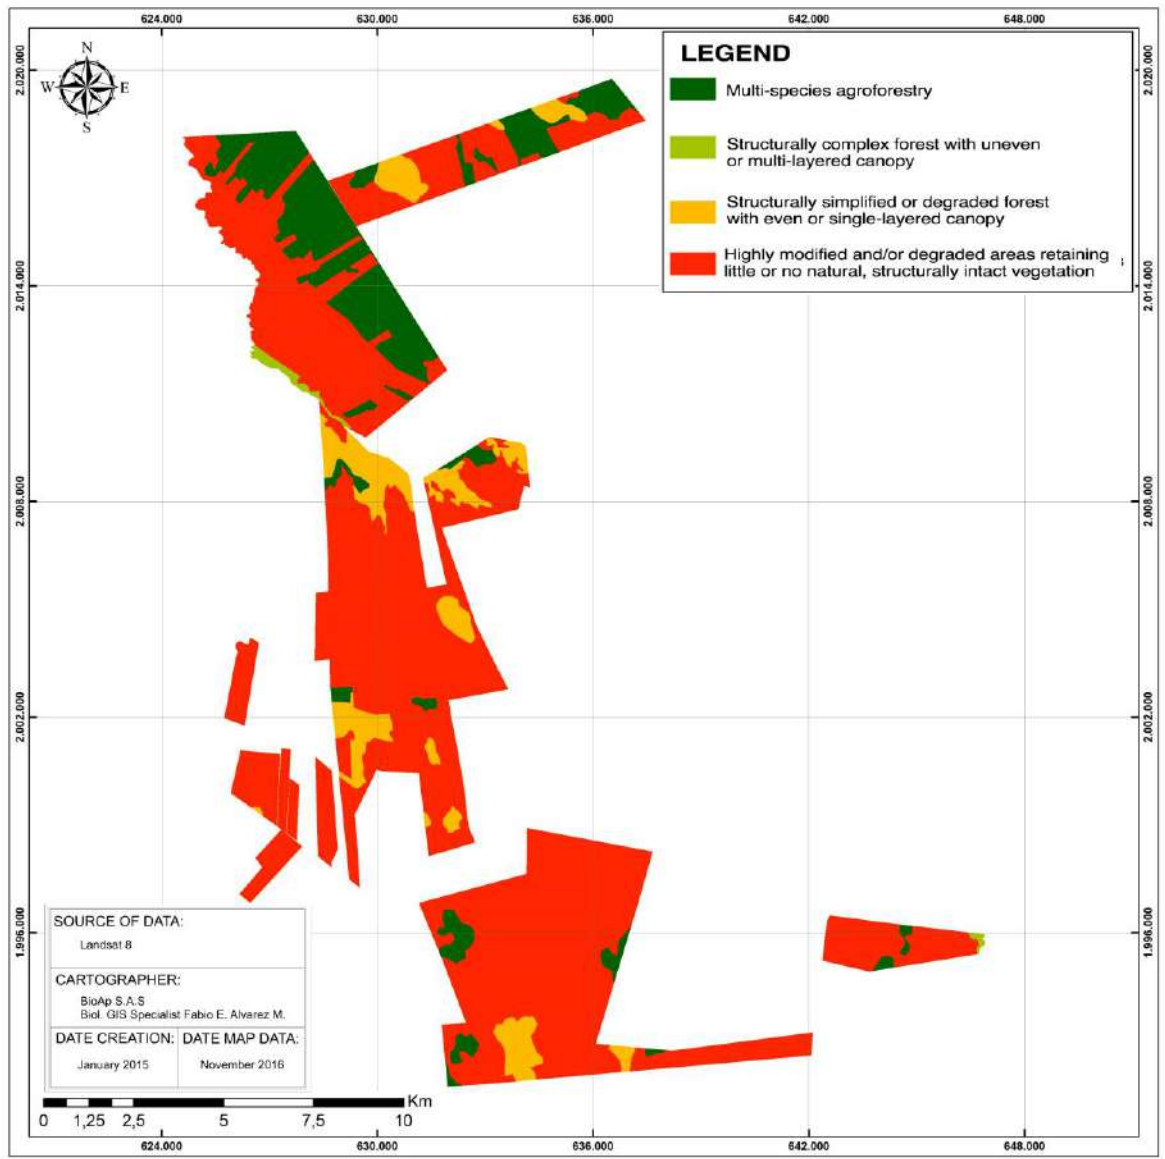 624.000 630.000 636.000 642.000 648.000
N
W E
S
2.020.000 2.020.000
LEGEND
Multi-species agroforestry
Structurally complex forest with uneven
or multi-layered canopy
Structurally simplified or degraded forest
with even or single-layered canopy
Highly modified and/or degraded areas retaining
little or no natural, structurally intact vegetation
2.014.000 2.014.000
2.008.000 2.008.000
2.002.000 2.002.000
1.996.000 1.996.000
SOURCE OF DATA:
Landsat 8
CARTOGRAPHER:
BioAp S.A.S
Biol. GIS Specialist Fabio E. Alvarez M.
DATE CREATION: DATE MAP DATA:
January 2015 November 2016
Km
0 1,25 2,5 5 7,5 10
624.000 630.000 636.000 642.000 648.000